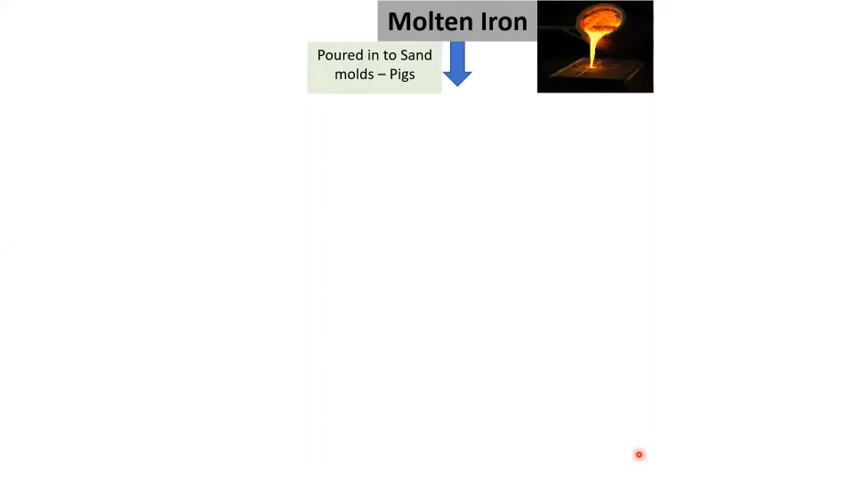 Molten Iron
Poured in to Sand
molds – Pigs